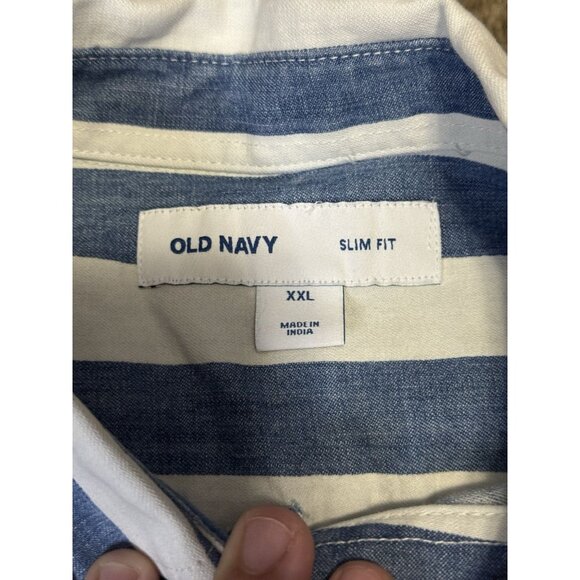 OLD NAVY SLIM FIT
XXL
MADE IN
INDIA